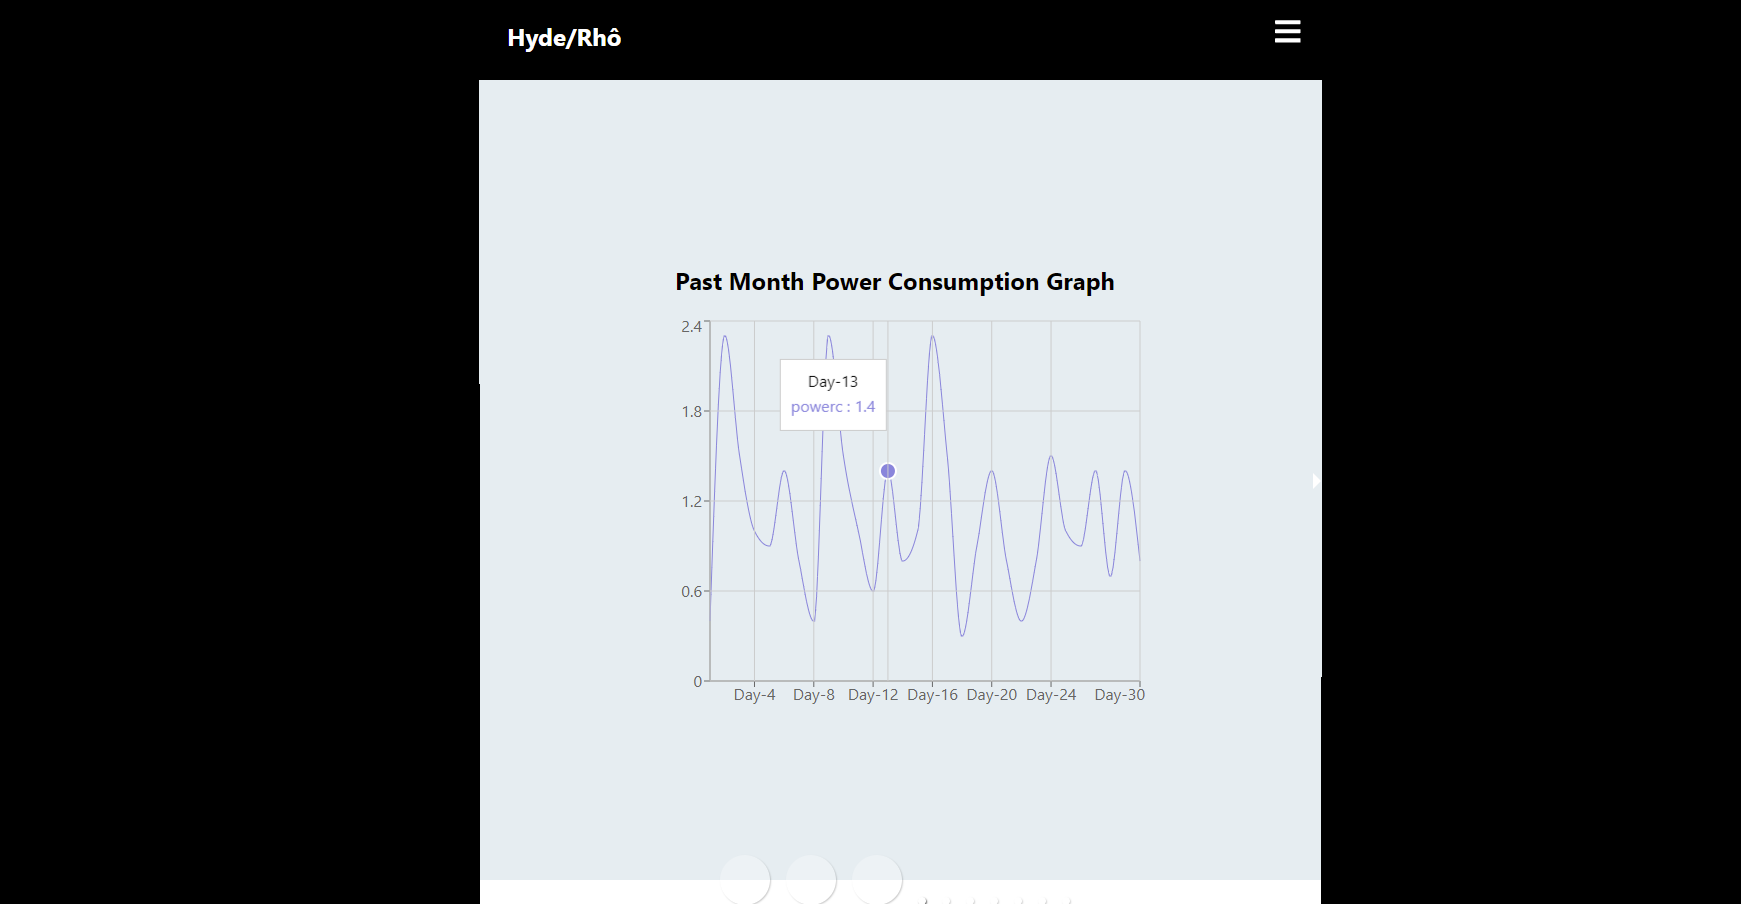 Hyde/Rhô
Past Month Power Consumption Graph
2.4
1.8
1.2
0.6
0
Day-13
powerc : 1.4
Day-4 Day-8 Day-12 Day-16 Day-20 Day-24 Day-30